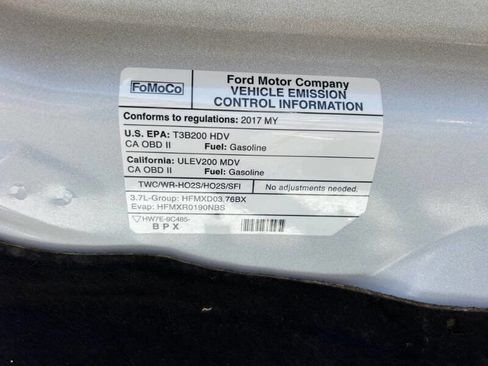 FoMoCo
Ford Motor Company
VEHICLE EMISSION
CONTROL INFORMATION
Conforms to regulations: 2017 MY
U.S. EPA: T3B200 HDV
CA OBD II Fuel: Gasoline
California: ULEV200 MDV
CA OBD II Fuel: Gasoline
TWC/WR-HO2S/HO2S/SFI No adjustments needed.
3.7L-Group: HFMXD03.76BX
Evap: HFMXR0190NBS
HW7E-9C485-
BPX